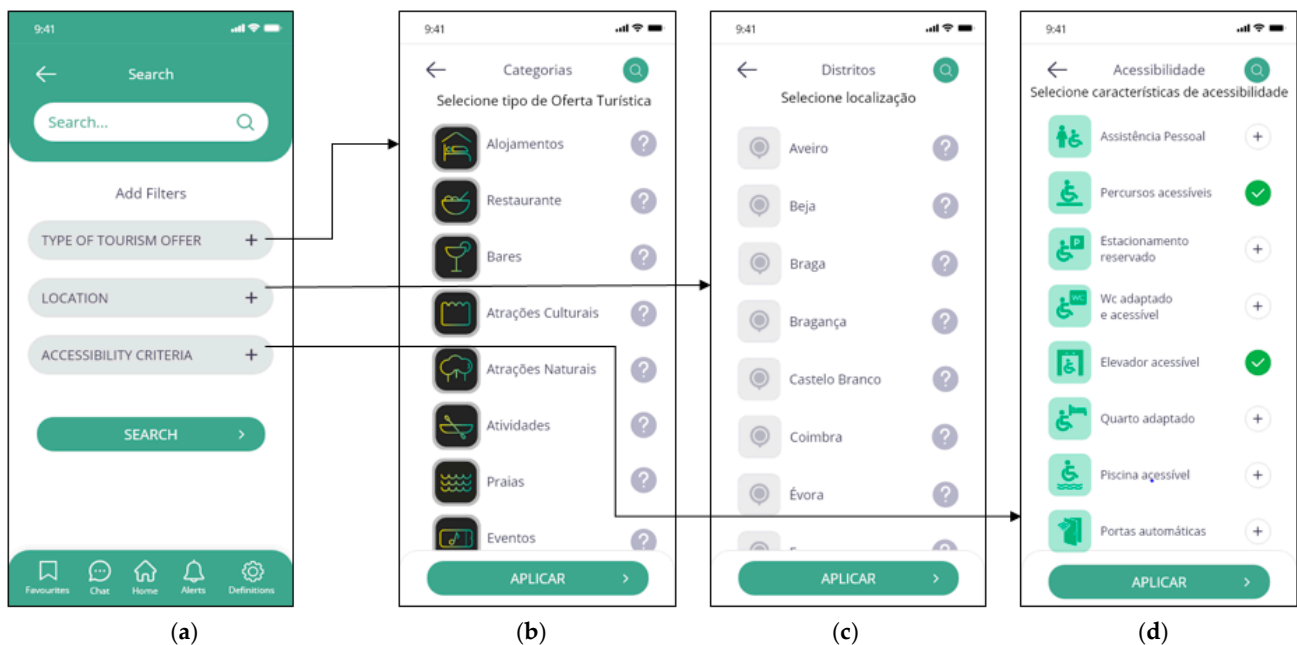 9:41
Search
Search...
Add Filters
TYPE OF TOURISM OFFER +
LOCATION +
ACCESSIBILITY CRITERIA +
SEARCH >
Favourites Chat Home Alerts Definitions
(a)
9:41
Categorias
Selecione tipo de Oferta Turística
Alojamentos ?
Restaurante ?
Bares ?
Atrações Culturais ?
Atrações Naturais ?
Atividades ?
Praias ?
Eventos ?
APLICAR >
(b)
9:41
Distritos
Selecione localização
Aveiro ?
Beja ?
Braga ?
Bragança ?
Castelo Branco ?
Coimbra ?
Évora ?
APLICAR >
(c)
9:41
Acessibilidade
Selecione características de acessibilidade
Assistência Pessoal +
Percursos acessíveis
P
Estacionamento
reservado +
WC
Wc adaptado
e acessível +
Elevador acessível
Quarto adaptado +
Piscina acessível +
Portas automáticas +
APLICAR >
(d)